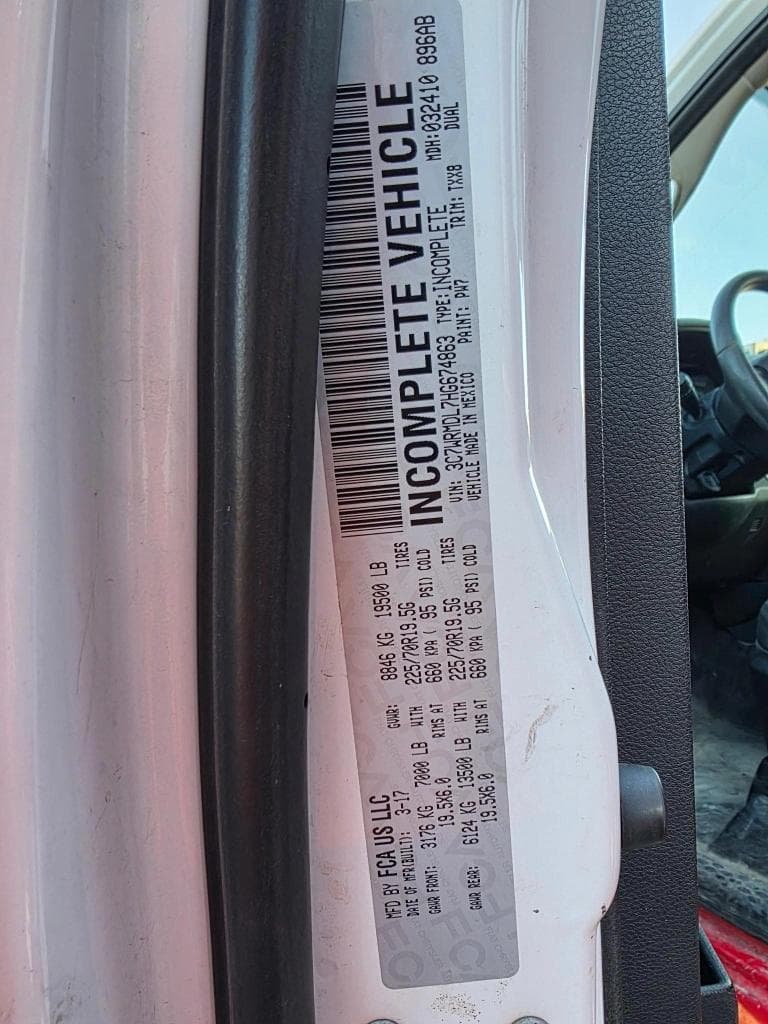 MFD BY FCA US LLC
DATE OF MFR(BUILT): 3-17 GVWR: 8846 KG 19500 LB
GAWR FRONT: 3176 KG 7000 LB WITH 225/70R19.5G TIRES
19.5X6.0 RIMS AT 660 KPA ( 95 PSI) COLD
GAWR REAR: 6124 KG 13500 LB WITH 225/70R19.5G TIRES
19.5X6.0 RIMS AT 660 KPA ( 95 PSI) COLD
INCOMPLETE VEHICLE
MDH:032410 896AB
VIN: 3C7WRMDL7HG674863 TYPE:INCOMPLETE DUAL
VEHICLE MADE IN MEXICO PAINT: PW7 TRIM: TXX8